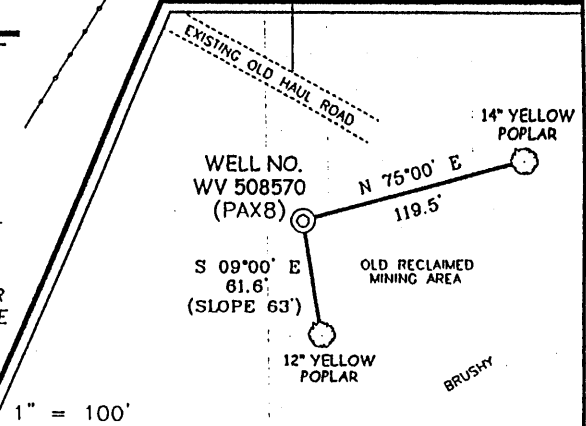 EXISTING OLD HAUL ROAD
14" YELLOW
POPLAR
WELL NO.
WV 508570
(PAX8)
N 75°00' E
119.5'
S 09°00' E
61.6'
(SLOPE 63')
OLD RECLAIMED
MINING AREA
R
E
12" YELLOW
POPLAR
BRUSHY
1" = 100'